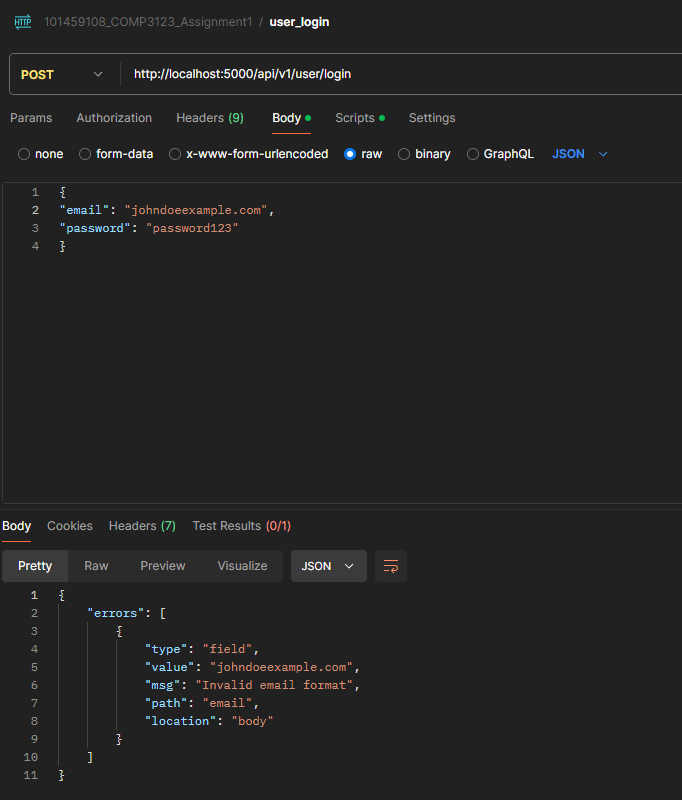 HTTP 101459108_COMP3123_Assignment1 / user_login
POST http://localhost:5000/api/v1/user/login
Params Authorization Headers (9) Body Scripts Settings
none form-data x-www-form-urlencoded raw binary GraphQL JSON
1 {
2 "email": "johndoeexample.com",
3 "password": "password123"
4 }
Body Cookies Headers (7) Test Results (0/1)
Pretty Raw Preview Visualize JSON
1 {
2 "errors": [
3 {
4 "type": "field",
5 "value": "johndoeexample.com",
6 "msg": "Invalid email format",
7 "path": "email",
8 "location": "body"
9 }
10 ]
11 }